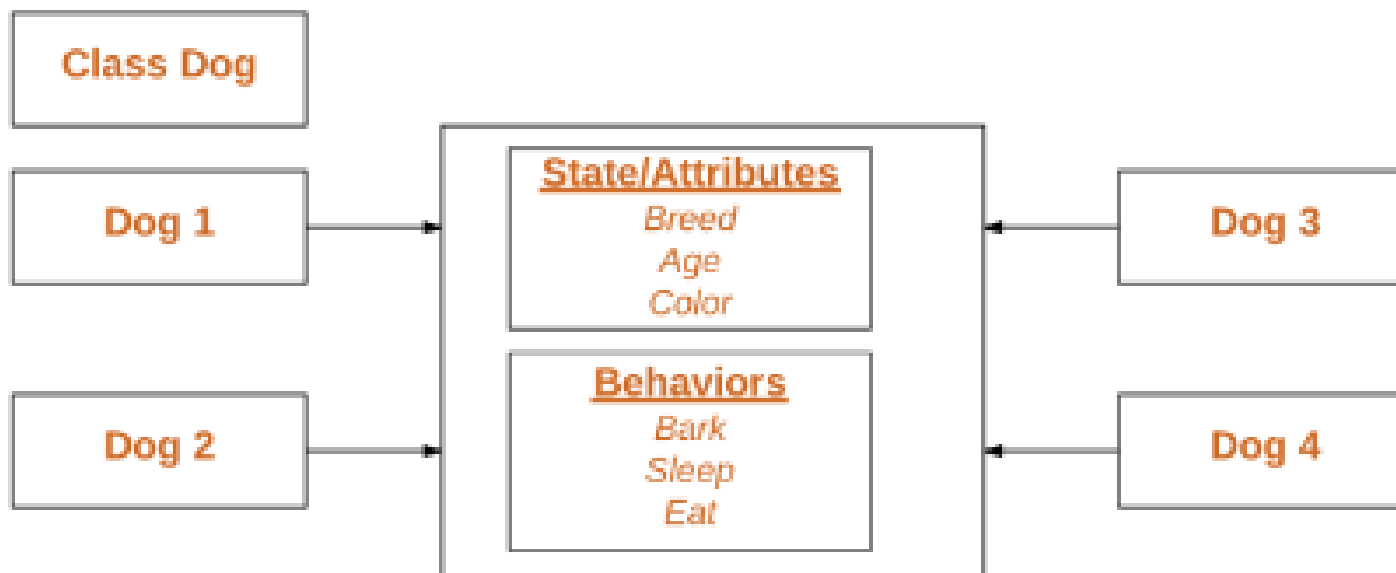 Class Dog
Dog 1
Dog 2
State/Attributes
Breed
Age
Color
Behaviors
Bark
Sleep
Eat
Dog 3
Dog 4